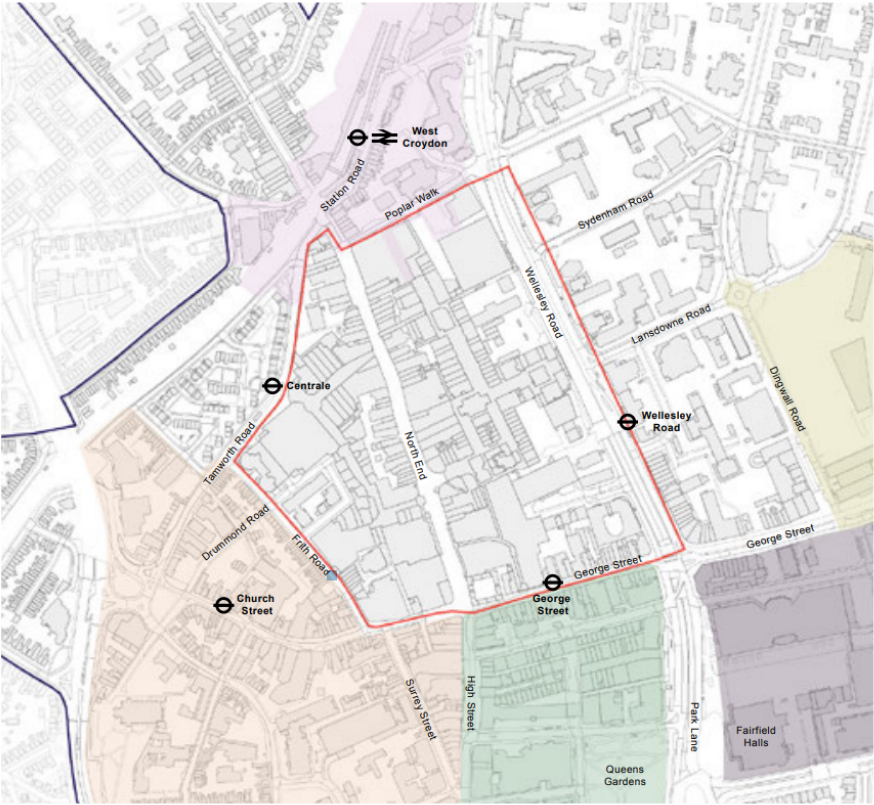 West
Croydon
Station Road
Poplar Walk
Sydenham Road
Wellesley Road
Lansdowne Road
Dingwall Road
Centrale
Wellesley
Road
Tamworth Road
North End
Drummond Road
Frith Road
George Street
George Street
George
Street
Church
Street
Surrey Street
High Street
Park Lane
Fairfield
Halls
Queens
Gardens